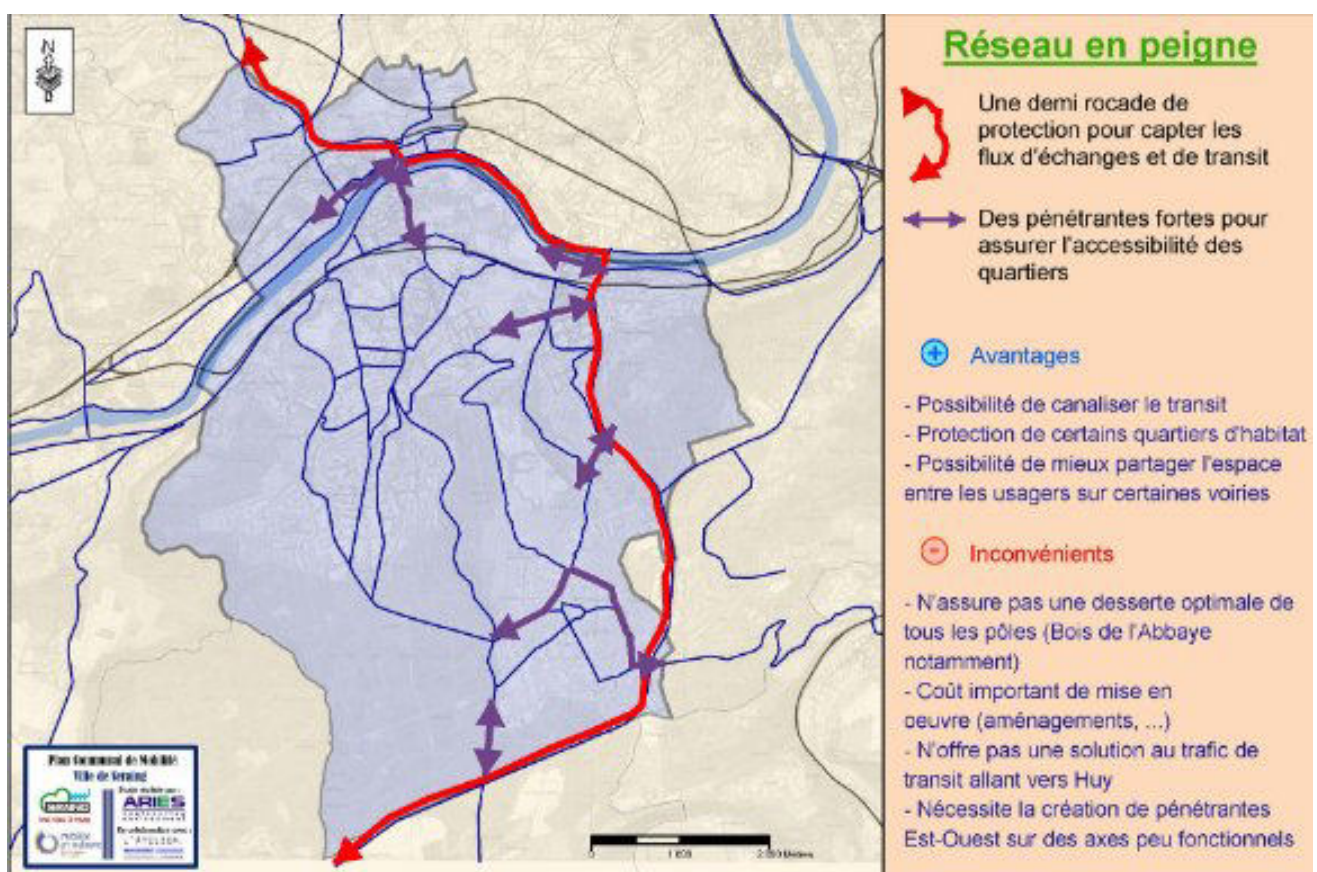 N
Réseau en peigne
Une demi rocade de
protection pour capter les
flux d'échanges et de transit
Des pénétrantes fortes pour
assurer l'accessibilité des
quartiers
+ Avantages
- Possibilité de canaliser le transit
- Protection de certains quartiers d'habitat
- Possibilité de mieux partager l'espace
entre les usagers sur certaines voiries
- Inconvénients
- N'assure pas une desserte optimale de
tous les pôles (Bois de l'Abbaye
notamment)
- Coût important de mise en
oeuvre (aménagements, ...)
- N'offre pas une solution au trafic de
transit allant vers Huy
- Nécessite la création de pénétrantes
Est-Ouest sur des axes peu fonctionnels
Plan Communal de Mobilité
Ville de Seraing
ARIES
0